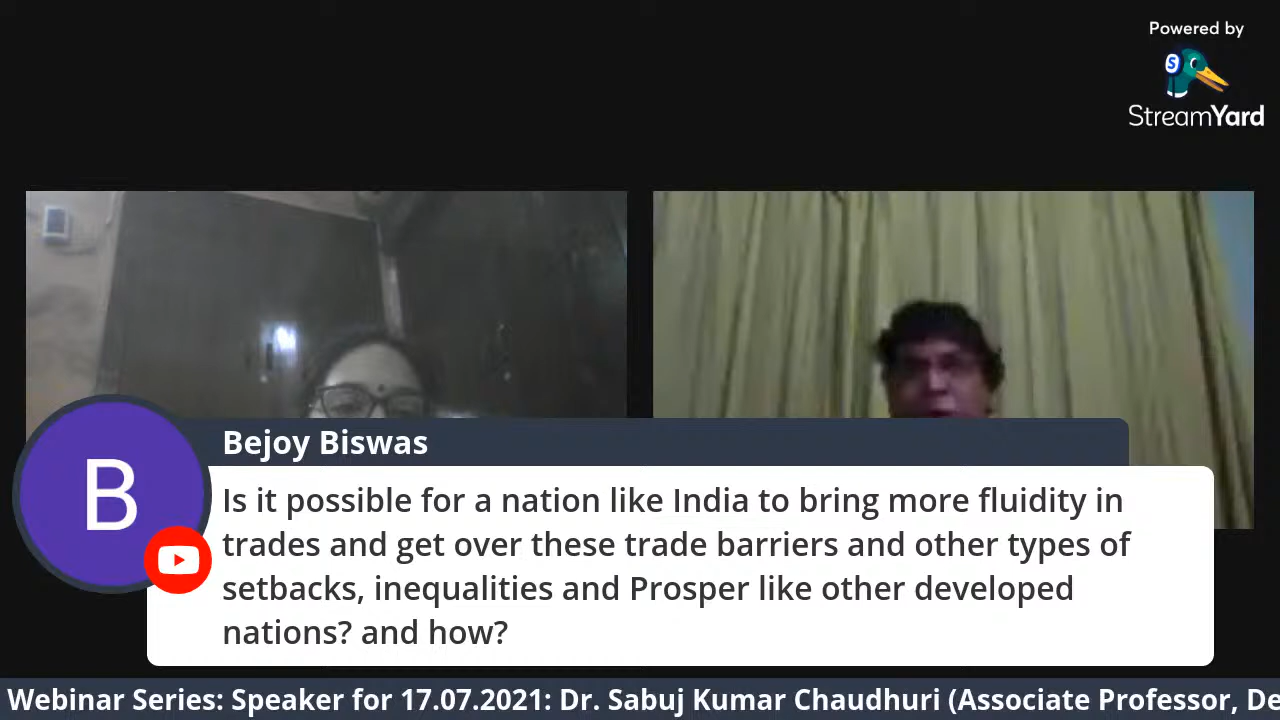 Powered by
S
StreamYard
B
Bejoy Biswas
Is it possible for a nation like India to bring more fluidity in
trades and get over these trade barriers and other types of
setbacks, inequalities and Prosper like other developed
nations? and how?
Webinar Series: Speaker for 17.07.2021: Dr. Sabuj Kumar Chaudhuri (Associate Professor, De